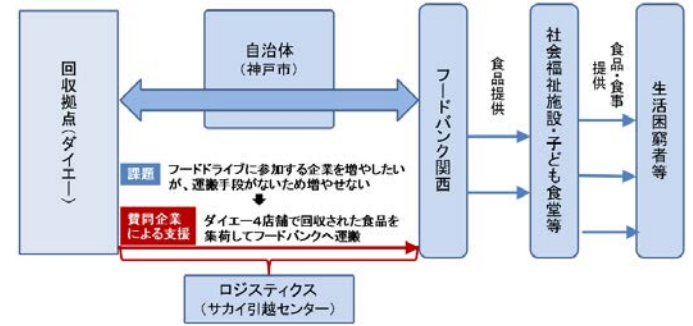 回収拠点(ダイエー)
自治体
(神戸市)
フードバンク関西
食品提供
社会福祉施設・子ども食堂等
食品・食事
提供
生活困窮者等
課題
フードドライブに参加する企業を増やしたい
が、運搬手段がないため増やせない
賛同企業
による支援
ダイエー4店舗で回収された食品を
集荷してフードバンクへ運搬
ロジスティクス
(サカイ引越センター)